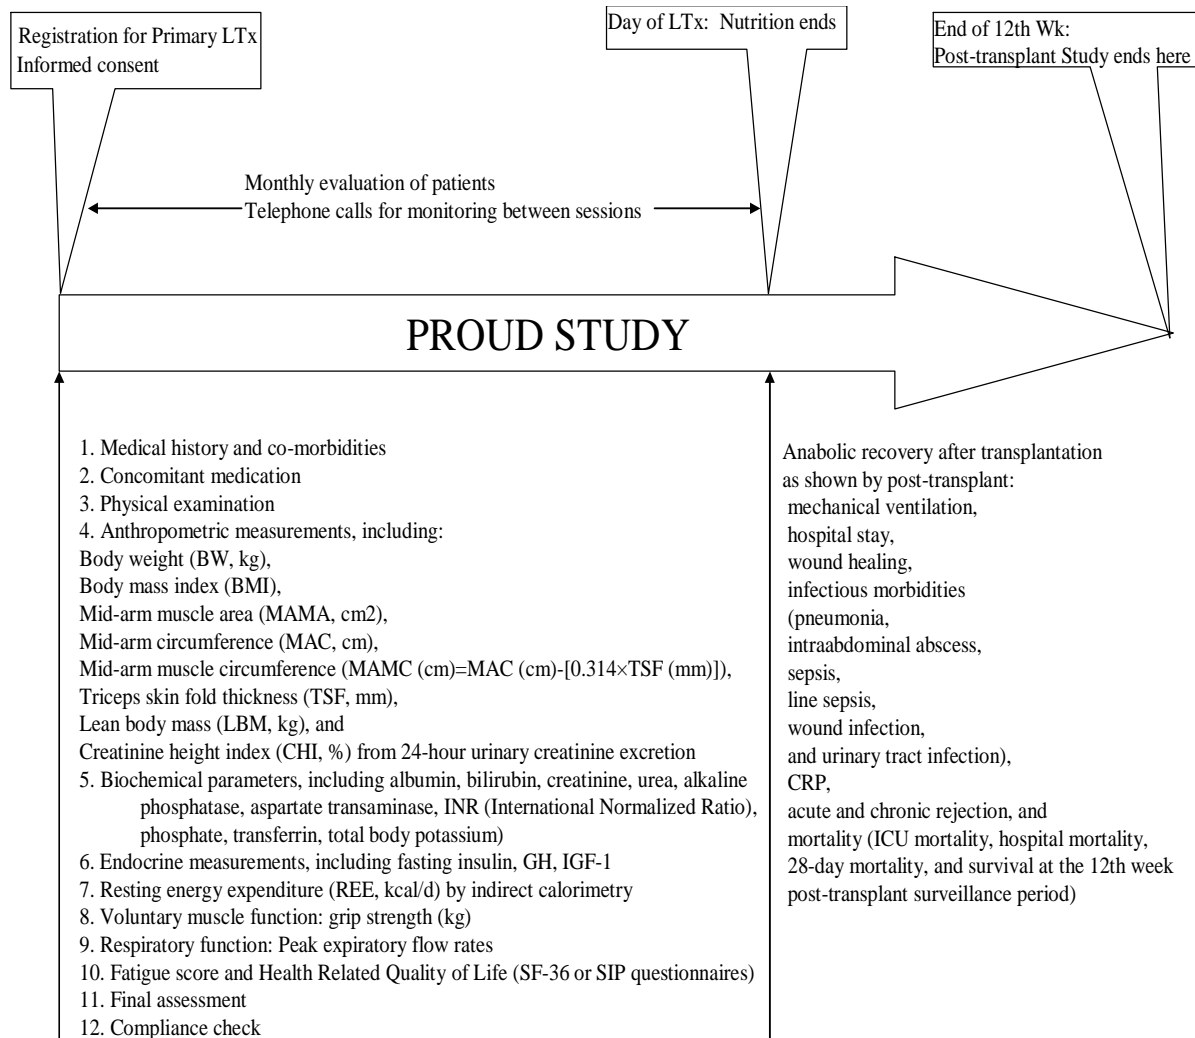 Registration for Primary LTx
Informed consent
Day of LTx: Nutrition ends
End of 12th Wk:
Post-transplant Study ends here
Monthly evaluation of patients
Telephone calls for monitoring between sessions
PROUD STUDY
1. Medical history and co-morbidities
2. Concomitant medication
3. Physical examination
4. Anthropometric measurements, including:
Body weight (BW, kg),
Body mass index (BMI),
Mid-arm muscle area (MAMA, cm2),
Mid-arm circumference (MAC, cm),
Mid-arm muscle circumference (MAMC (cm)=MAC (cm)-[0.314×TSF (mm)]),
Triceps skin fold thickness (TSF, mm),
Lean body mass (LBM, kg), and
Creatinine height index (CHI, %) from 24-hour urinary creatinine excretion
5. Biochemical parameters, including albumin, bilirubin, creatinine, urea, alkaline
phosphatase, aspartate transaminase, INR (International Normalized Ratio),
phosphate, transferrin, total body potassium)
6. Endocrine measurements, including fasting insulin, GH, IGF-1
7. Resting energy expenditure (REE, kcal/d) by indirect calorimetry
8. Voluntary muscle function: grip strength (kg)
9. Respiratory function: Peak expiratory flow rates
10. Fatigue score and Health Related Quality of Life (SF-36 or SIP questionnaires)
11. Final assessment
12. Compliance check
Anabolic recovery after transplantation
as shown by post-transplant:
mechanical ventilation,
hospital stay,
wound healing,
infectious morbidities
(pneumonia,
intraabdominal abscess,
sepsis,
line sepsis,
wound infection,
and urinary tract infection),
CRP,
acute and chronic rejection, and
mortality (ICU mortality, hospital mortality,
28-day mortality, and survival at the 12th week
post-transplant surveillance period)